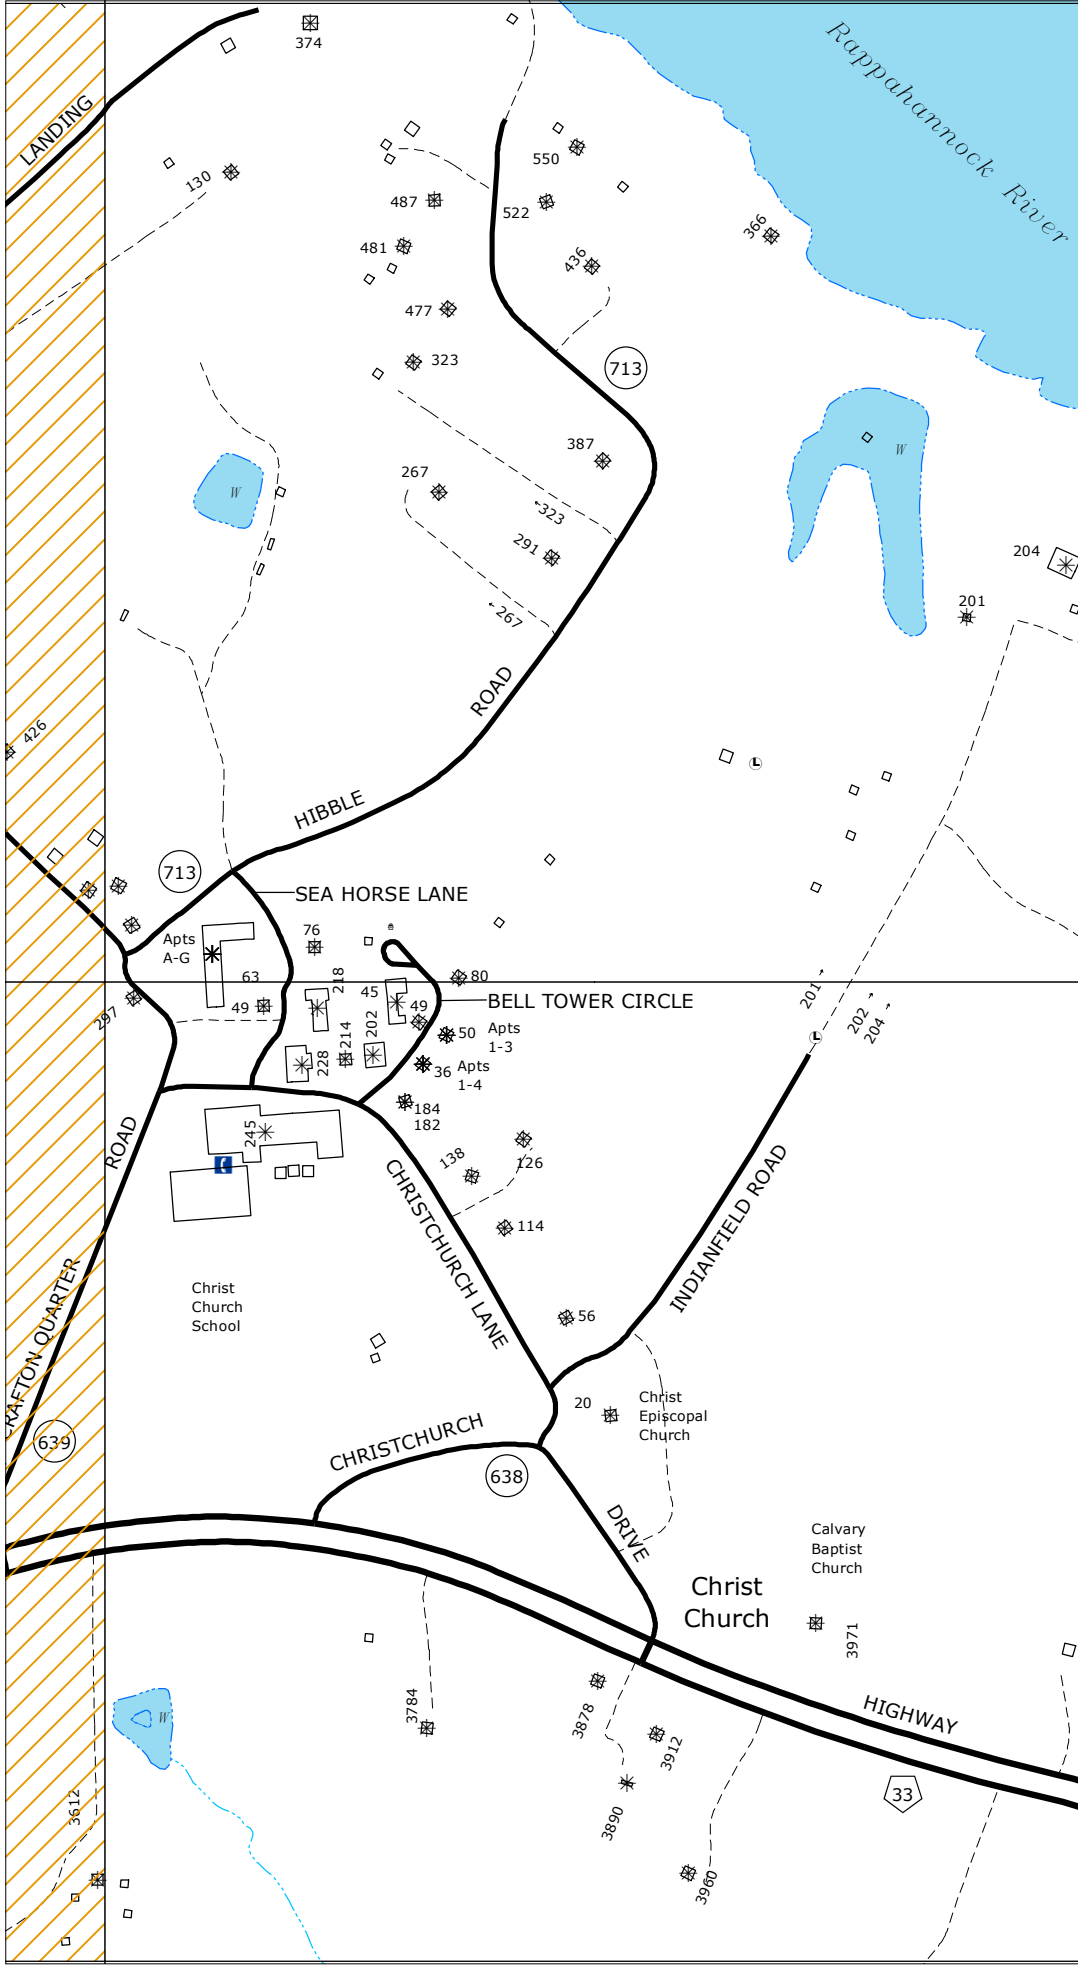 374
LANDING
Rappahannock River
130
550
487
522
366
481
436
477
323
713
387
W
267
W
←323
291
204
201
←267
ROAD
426
HIBBLE
713
SEA HORSE LANE
Apts
A-G
76
63
218
80
45
49
49
BELL TOWER CIRCLE
201→
202→
204→
297
50
Apts
1-3
214
202
228
36
Apts
1-4
184
182
245
ROAD
138
126
114
CHRISTCHURCH LANE
INDIANFIELD ROAD
Christ
Church
School
56
RAFTON QUARTER
20
Christ
Episcopal
Church
639
CHRISTCHURCH
638
DRIVE
Calvary
Baptist
Church
Christ
Church
3971
3784
3878
HIGHWAY
W
3912
33
3612
3890
3960